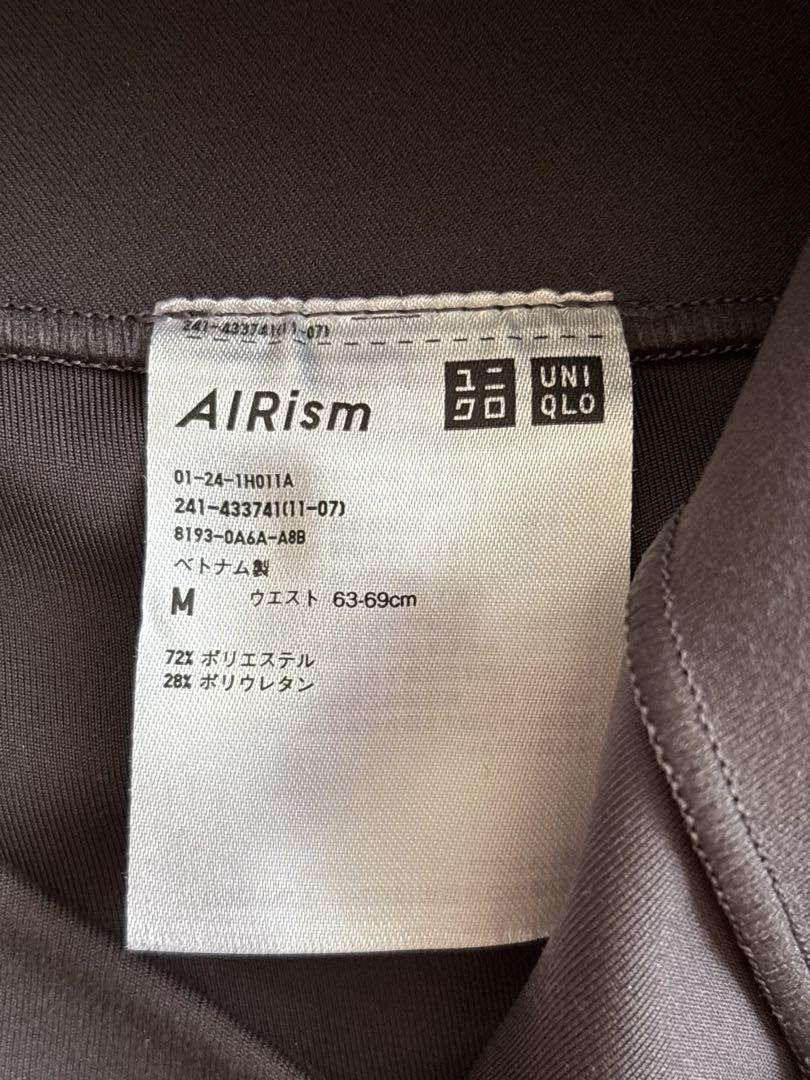 241-433741(11-07)
AIRism
ユニ
クロ
UNI
QLO
01-24-1H011A
241-433741(11-07)
8193-0A6A-A8B
ベトナム製
M ウエスト 63-69cm
72% ポリエステル
28% ポリウレタン